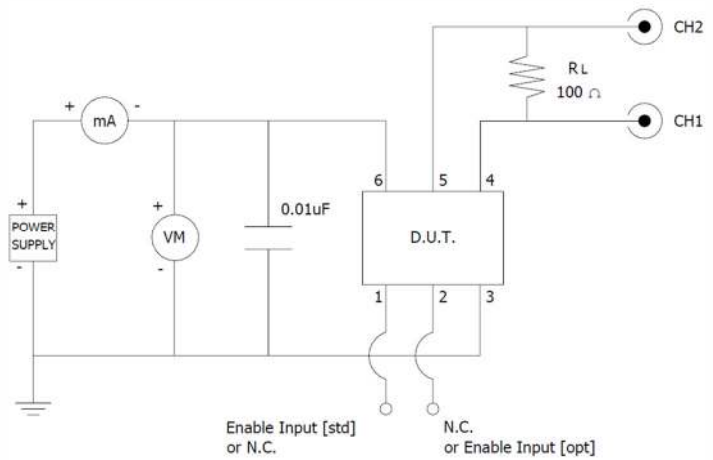 CH2
RL
100 Ω
CH1
+ mA -
6 5 4
+
POWER
SUPPLY
-
+
VM
-
0.01uF
D.U.T.
1 2 3
Enable Input [std]
or N.C.
N.C.
or Enable Input [opt]